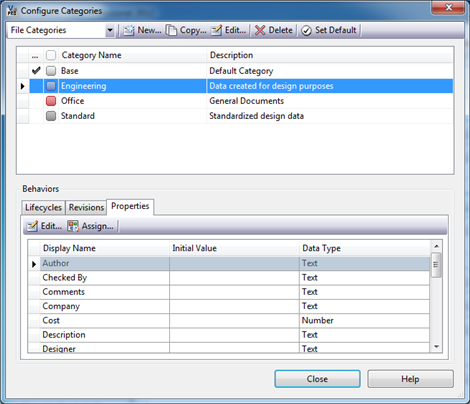 Configure Categories
File Categories New... Copy... Edit... Delete Set Default
... Category Name Description
Base Default Category
Engineering Data created for design purposes
Office General Documents
Standard Standardized design data
Behaviors
Lifecycles Revisions Properties
Edit... Assign...
Display Name Initial Value Data Type
Author Text
Checked By Text
Comments Text
Company Text
Cost Number
Description Text
Designer Text
Close Help